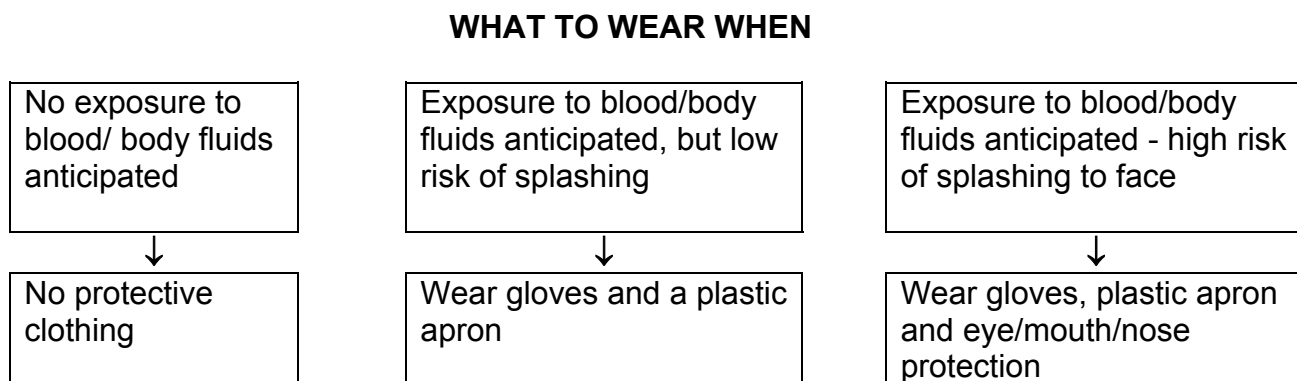 WHAT TO WEAR WHEN
No exposure to
blood/ body fluids
anticipated
Exposure to blood/body
fluids anticipated, but low
risk of splashing
Exposure to blood/body
fluids anticipated - high risk
of splashing to face
No protective
clothing
Wear gloves and a plastic
apron
Wear gloves, plastic apron
and eye/mouth/nose
protection